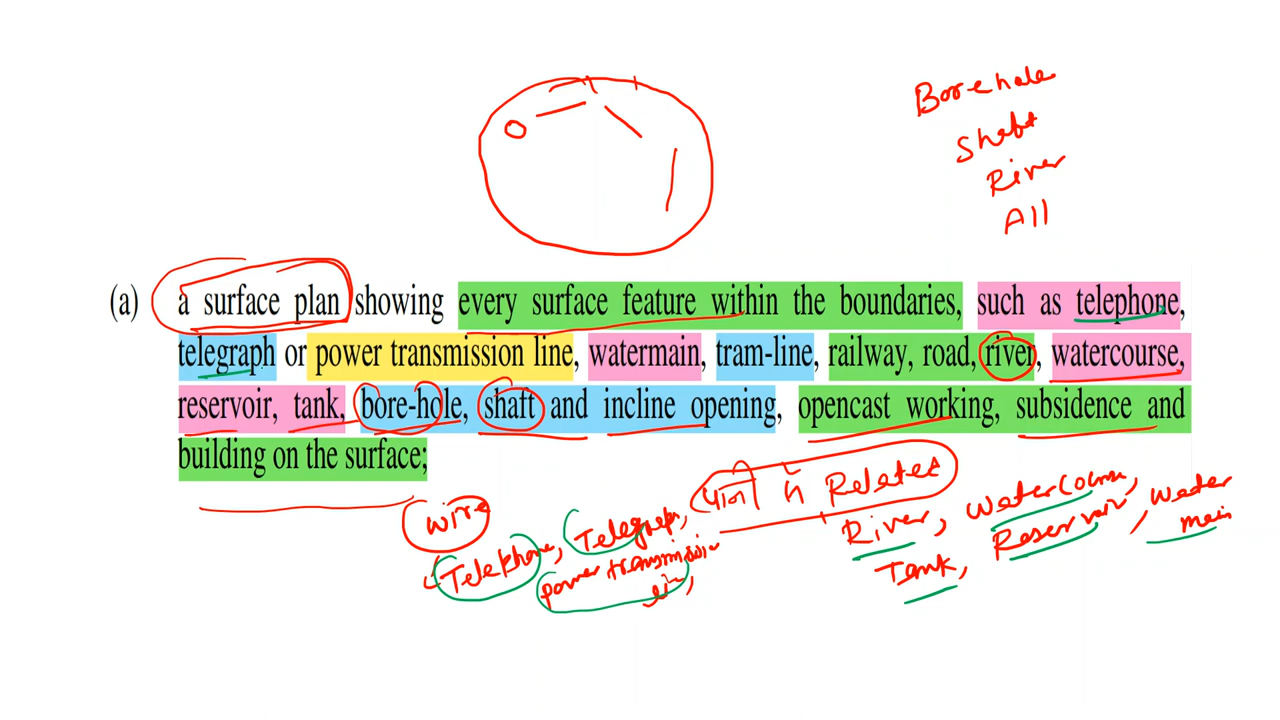 Borehole
Shaft
River
All
(a) a surface plan showing every surface feature within the boundaries, such as telephone,
telegraph or power transmission line, watermain, tram-line, railway, road, river, watercourse,
reservoir, tank, bore-hole, shaft and incline opening, opencast working, subsidence and
building on the surface;
wire
Telephone, Telegraph,
power transmission
line,
पानी से Related
River, Watercourse,
Tank, Reservoir, Water
main